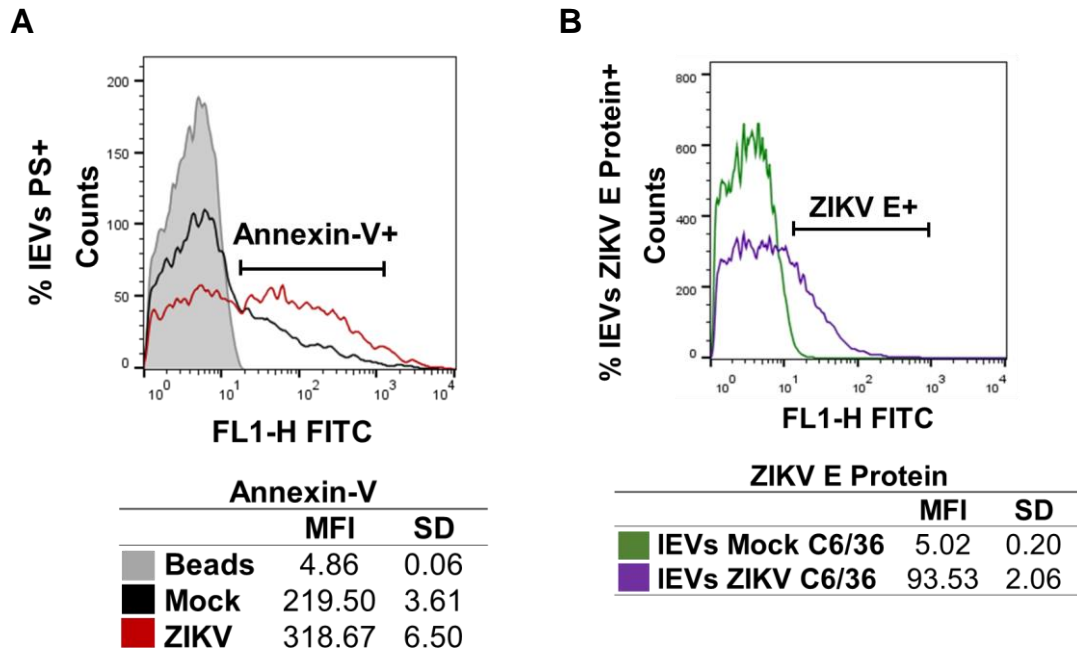 A
% IEVs PS+
Counts
200
150
100
50
0
Annexin-V+
10^0 10^1 10^2 10^3 10^4
FL1-H FITC
Annexin-V
MFI SD
Beads 4.86 0.06
Mock 219.50 3.61
ZIKV 318.67 6.50
B
% IEVs ZIKV E Protein+
Counts
800
600
400
200
0
ZIKV E+
10^0 10^1 10^2 10^3 10^4
FL1-H FITC
ZIKV E Protein
MFI SD
IEVs Mock C6/36 5.02 0.20
IEVs ZIKV C6/36 93.53 2.06